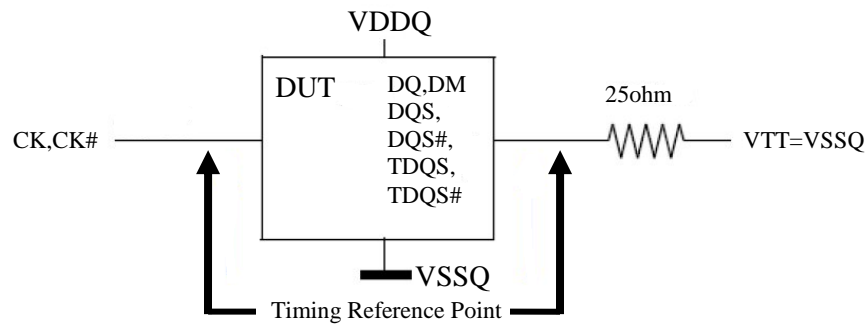 VDDQ
DUT
DQ,DM
DQS,
DQS#,
TDQS,
TDQS#
25ohm
CK,CK#
VTT=VSSQ
VSSQ
Timing Reference Point